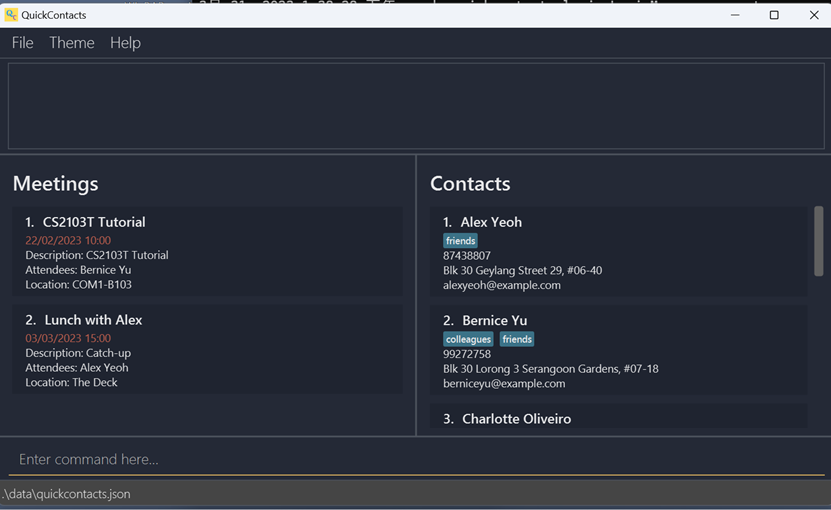 QuickContacts
File Theme Help
Meetings
1. CS2103T Tutorial
22/02/2023 10:00
Description: CS2103T Tutorial
Attendees: Bernice Yu
Location: COM1-B103
2. Lunch with Alex
03/03/2023 15:00
Description: Catch-up
Attendees: Alex Yeoh
Location: The Deck
Contacts
1. Alex Yeoh
friends
87438807
Blk 30 Geylang Street 29, #06-40
alexyeoh@example.com
2. Bernice Yu
colleagues friends
99272758
Blk 30 Lorong 3 Serangoon Gardens, #07-18
berniceyu@example.com
3. Charlotte Oliveiro
Enter command here...
.\data\quickcontacts.json